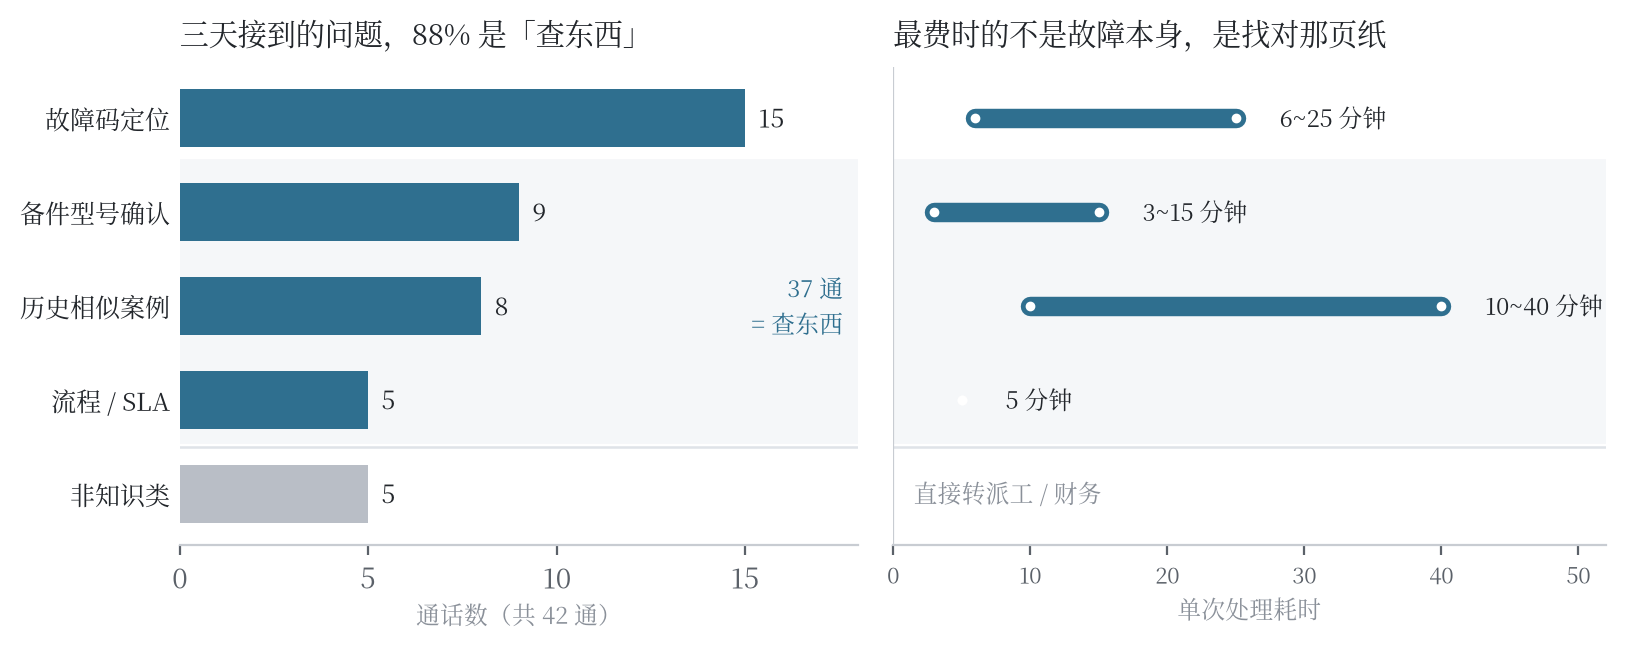 三天接到的问题，88% 是「查东西」
故障码定位
15
备件型号确认
9
历史相似案例
8
37 通
= 查东西
流程 / SLA
5
非知识类
5
0 5 10 15
通话数（共 42 通）
最费时的不是故障本身，是找对那页纸
6~25 分钟
3~15 分钟
10~40 分钟
5 分钟
直接转派工 / 财务
0 10 20 30 40 50
单次处理耗时